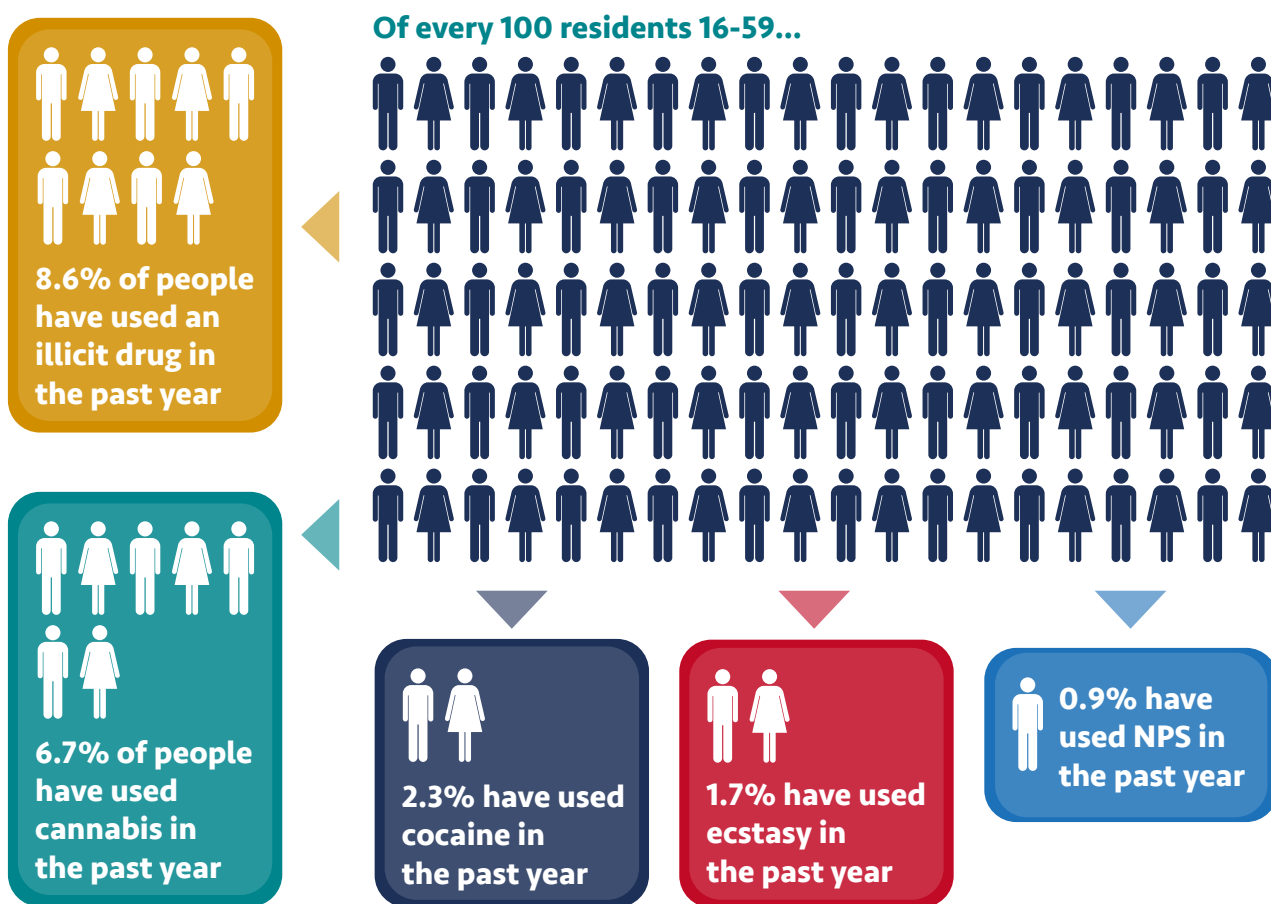 Of every 100 residents 16-59...
8.6% of people
have used an
illicit drug in
the past year
6.7% of people
have used
cannabis in
the past year
2.3% have used
cocaine in
the past year
1.7% have used
ecstasy in
the past year
0.9% have
used NPS in
the past year